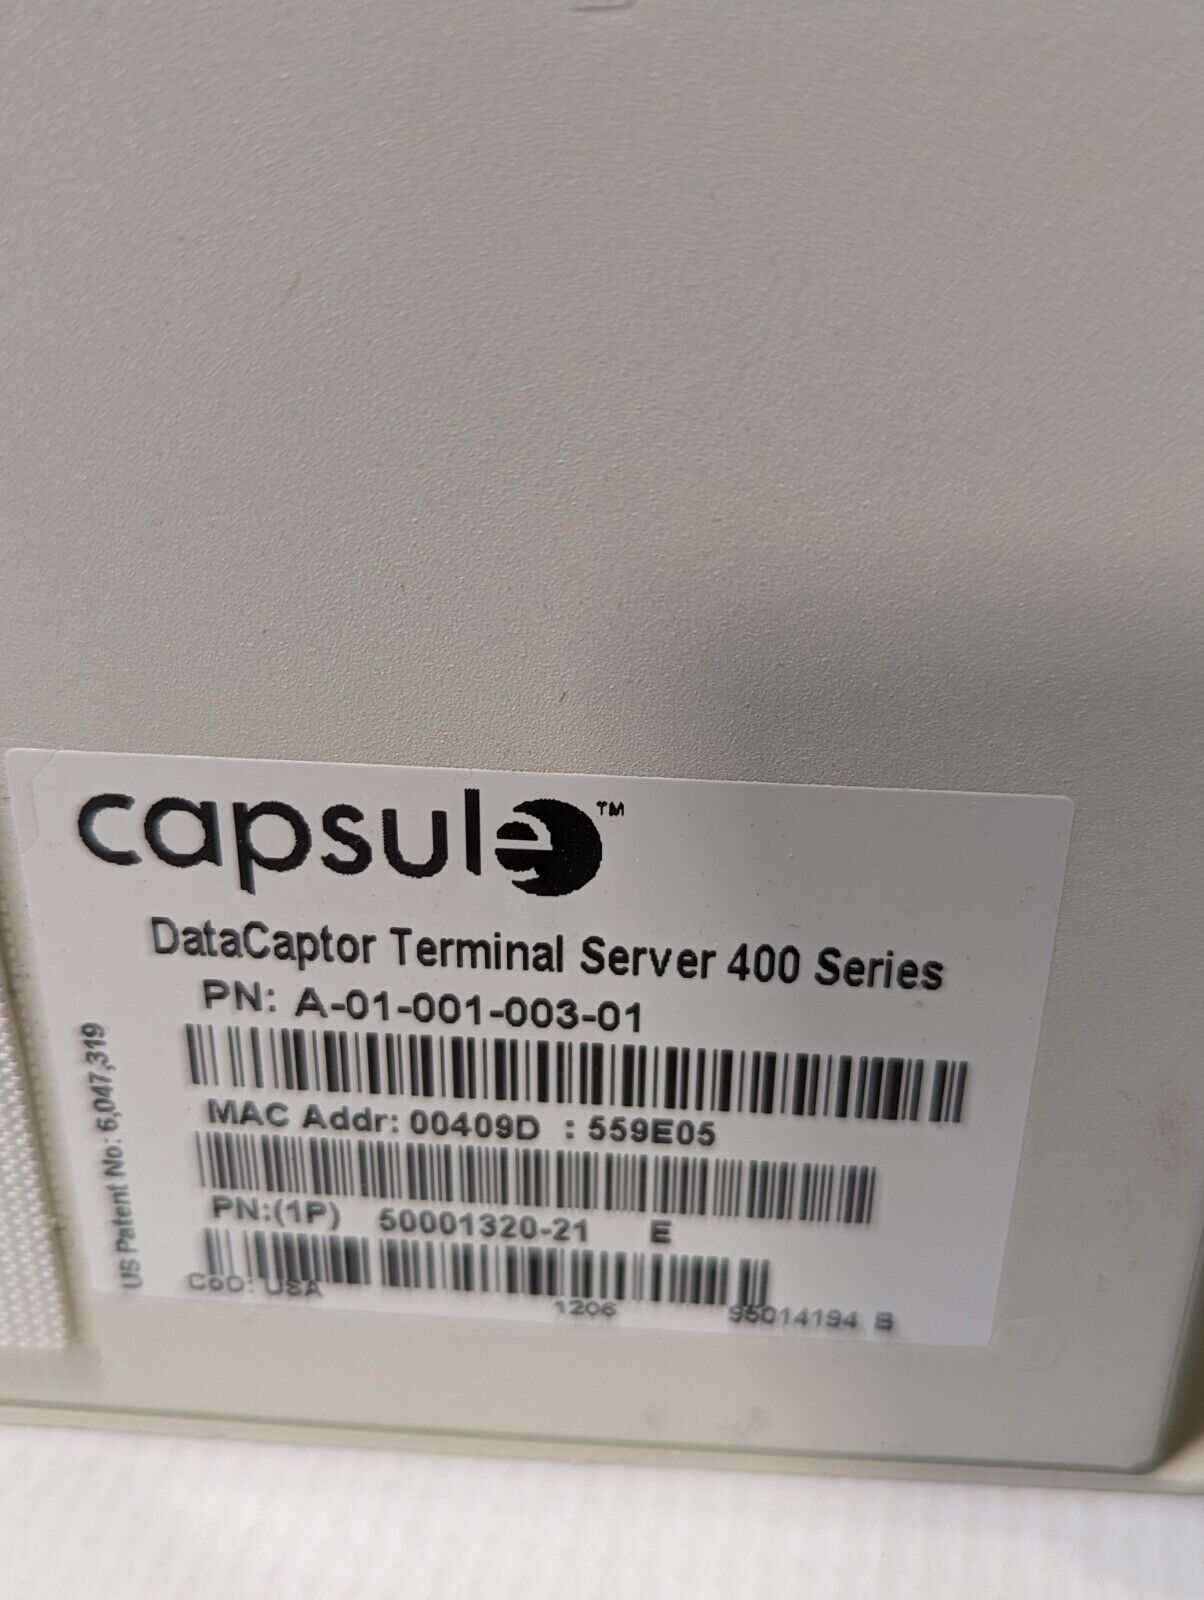 capsule™
DataCaptor Terminal Server 400 Series
PN: A-01-001-003-01
MAC Addr: 00409D : 559E05
PN:(1P) 50001320-21 E
CoO: USA
1206 95014194 B
US Patent No: 6,047,319